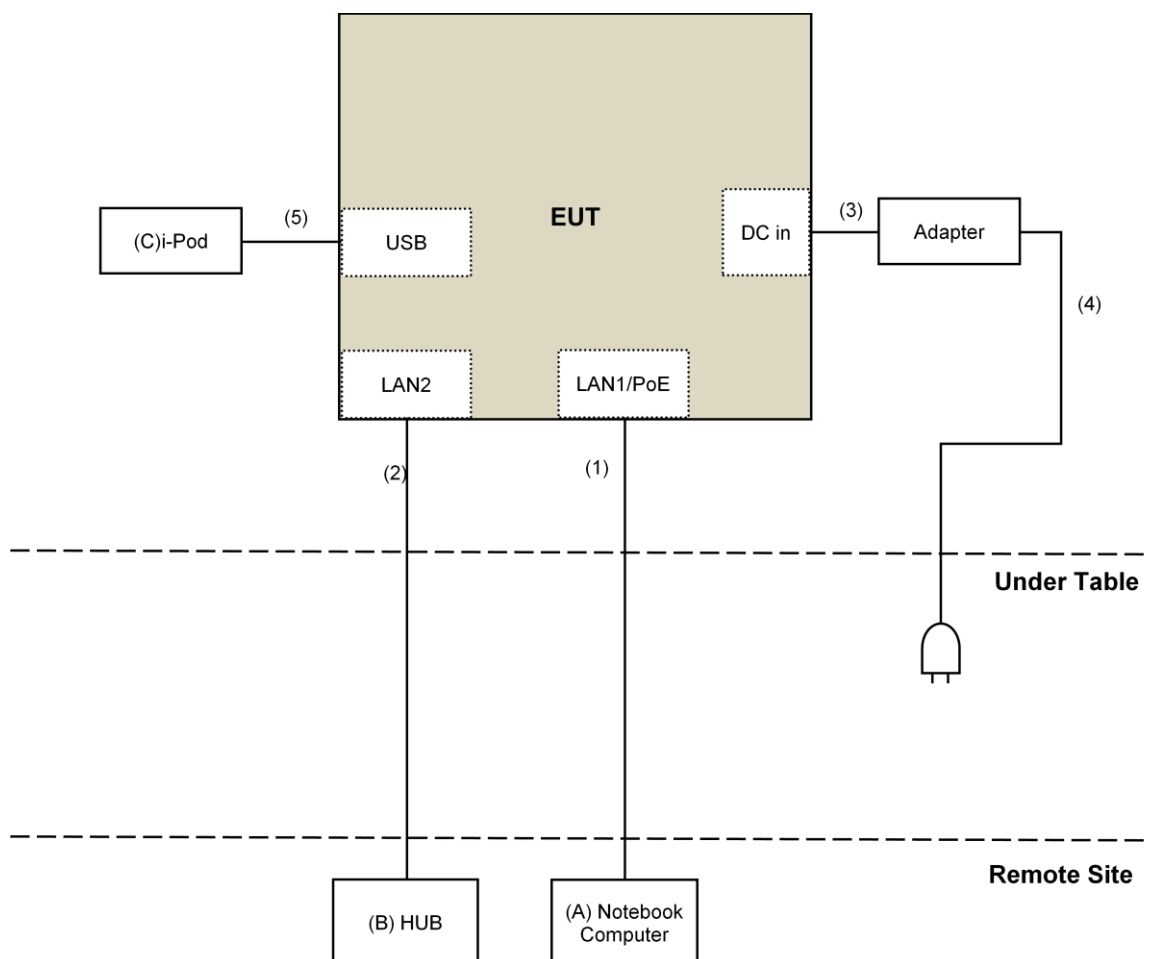 EUT
(C)i-Pod
(5)
USB
DC in
(3)
Adapter
(4)
LAN2
LAN1/PoE
(2)
(1)
Under Table
Remote Site
(B) HUB
(A) Notebook
Computer